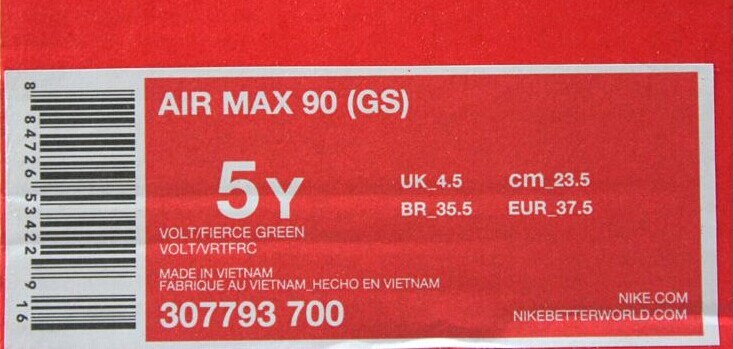 AIR MAX 90 (GS)
5Y
UK_4.5 cm_23.5
BR_35.5 EUR_37.5
VOLT/FIERCE GREEN
VOLT/VRTFRC
MADE IN VIETNAM
FABRIQUE AU VIETNAM_HECHO EN VIETNAM
307793 700
NIKE.COM
NIKEBETTERWORLD.COM
8 84726 53422 9 16